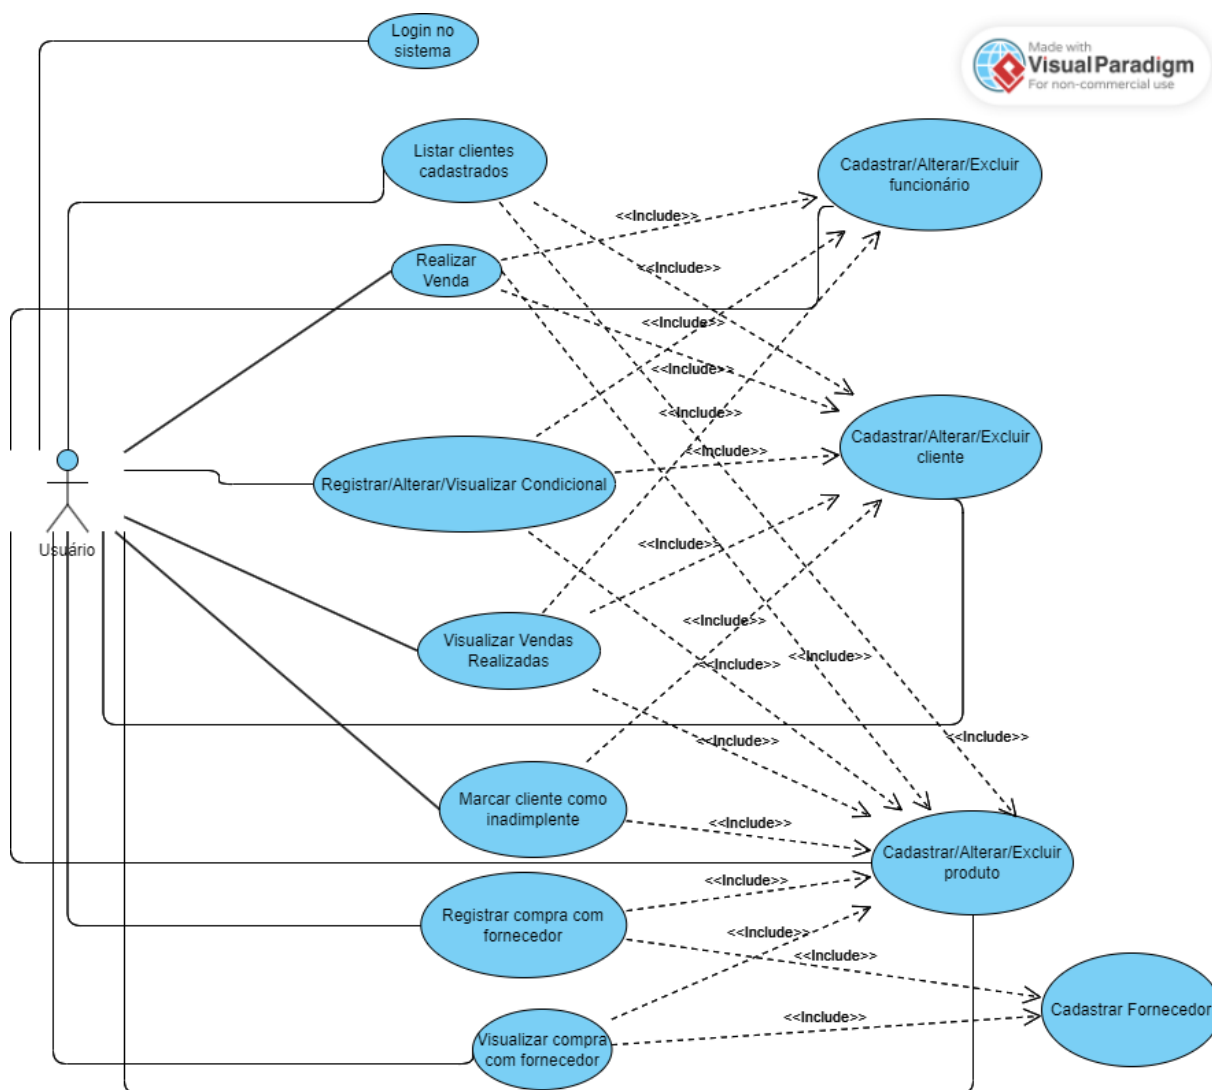 Login no
sistema
Made with
VisualParadigm
For non-commercial use
Listar clientes
cadastrados
Cadastrar/Alterar/Excluir
funcionário
<<Include>>
Realizar
Venda
<<Include>>
<<Include>>
<<Include>>
<<Include>>
Cadastrar/Alterar/Excluir
cliente
<<Include>>
Registrar/Alterar/Visualizar Condicional
Usuário
<<Include>>
<<Include>>
Visualizar Vendas
Realizadas
<<Include>>
<<Include>>
<<Include>>
<<Include>>
Marcar cliente como
inadimplente
<<Include>>
Cadastrar/Alterar/Excluir
produto
<<Include>>
Registrar compra com
fornecedor
<<Include>>
<<Include>>
Cadastrar Fornecedor
<<Include>>
Visualizar compra
com fornecedor